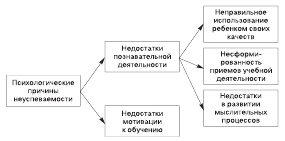 Психологические
причины
неуспеваемости
Недостатки
познавательной
деятельности
Недостатки
мотивации
к обучению
Неправильное
использование
ребенком своих
качеств
Несформи-
рованность
приемов учебной
деятельности
Недостатки
в развитии
мыслительных
процессов